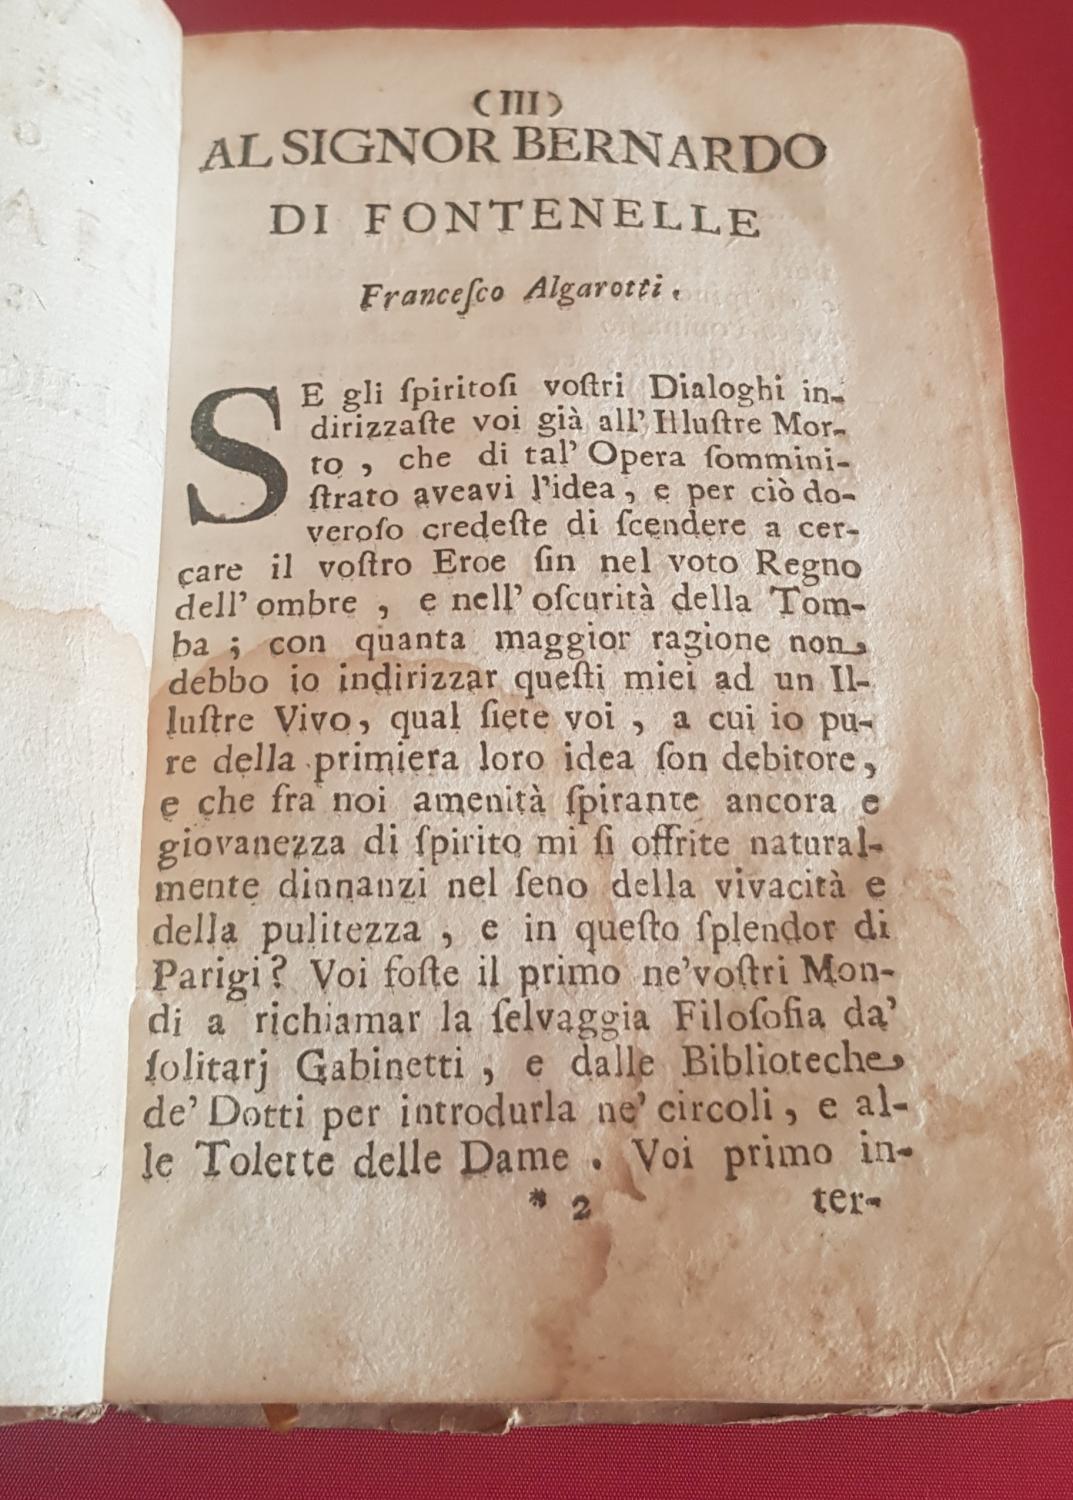 (III)
AL SIGNOR BERNARDO
DI FONTENELLE
Franceſco Algarotti.
SE gli ſpiritoſi voſtri Dialoghi in-
dirizzaſte voi già all' Illuſtre Mor-
to, che di tal' Opera ſommini-
ſtrato aveavi l'idea, e per ciò do-
veroſo credeſte di ſcendere a cer-
care il voſtro Eroe ſin nel voto Regno
dell' ombre, e nell' oſcurità della Tom-
ba; con quanta maggior ragione non
debbo io indirizzar queſti miei ad un Il-
luſtre Vivo, qual ſiete voi, a cui io pu-
re della primiera loro idea ſon debitore,
e che fra noi amenità ſpirante ancora e
giovanezza di ſpirito mi ſi offrite natural-
mente dinnanzi nel ſeno della vivacità e
della pulitezza, e in queſto ſplendor di
Parigi? Voi foſte il primo ne'voſtri Mon-
di a richiamar la ſelvaggia Filoſofia da'
ſolitarj Gabinetti, e dalle Biblioteche
de' Dotti per introdurla ne' circoli, e al-
le Tolette delle Dame. Voi primo in-
* 2 ter-